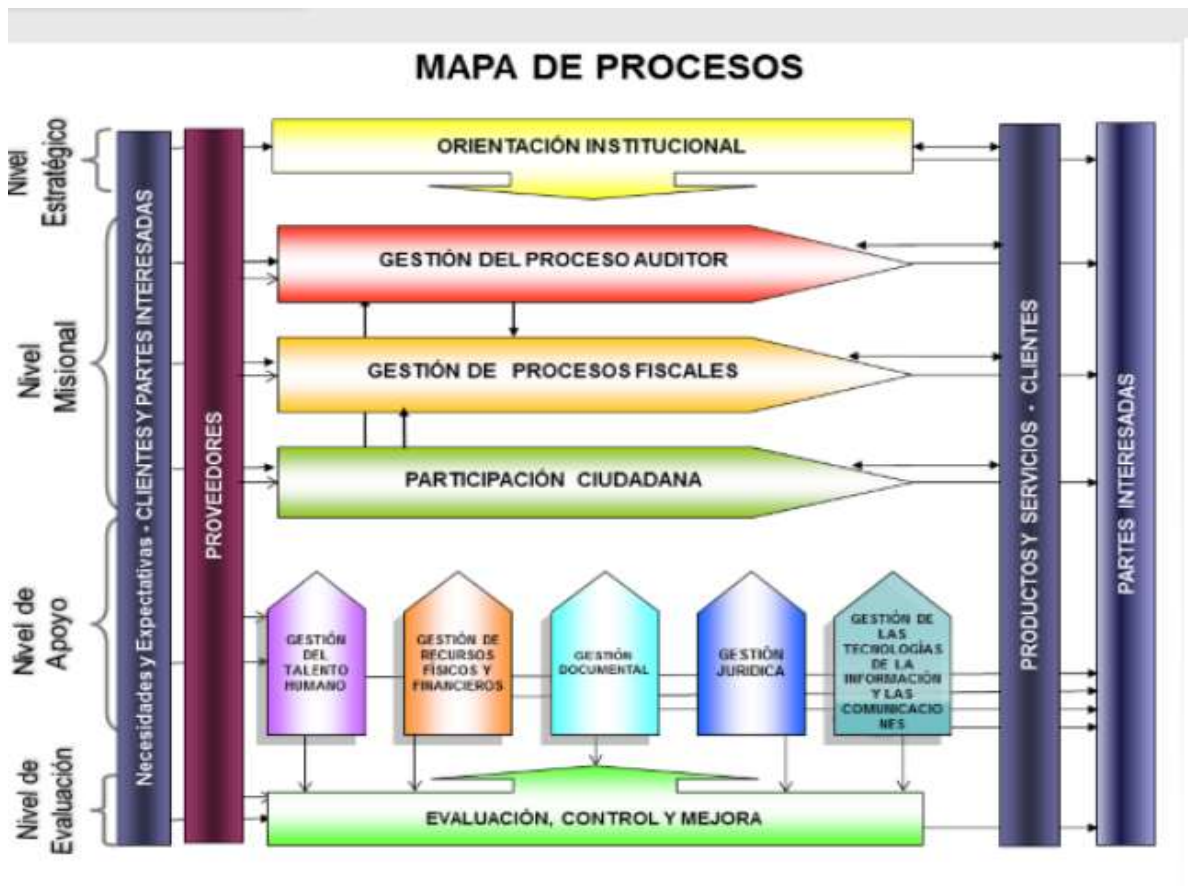 MAPA DE PROCESOS
Nivel
Estratégico
Nivel
Misional
Nivel de
Apoyo
Nivel de
Evaluación
Necesidades y Expectativas - CLIENTES Y PARTES INTERESADAS
PROVEEDORES
ORIENTACIÓN INSTITUCIONAL
GESTIÓN DEL PROCESO AUDITOR
GESTIÓN DE PROCESOS FISCALES
PARTICIPACIÓN CIUDADANA
GESTIÓN
DEL
TALENTO
HUMANO
GESTIÓN DE
RECURSOS
FÍSICOS Y
FINANCIEROS
GESTIÓN
DOCUMENTAL
GESTIÓN
JURIDICA
GESTIÓN DE
LAS
TECNOLOGÍAS
DE LA
INFORMACIÓN
Y LAS
COMUNICACIO
NES
EVALUACIÓN, CONTROL Y MEJORA
PRODUCTOS Y SERVICIOS - CLIENTES
PARTES INTERESADAS